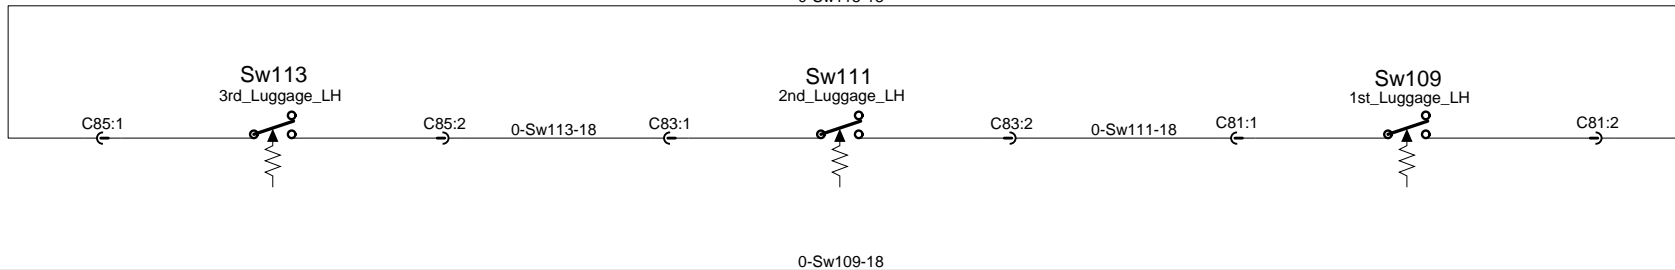 Sw113
3rd_Luggage_LH
Sw111
2nd_Luggage_LH
Sw109
1st_Luggage_LH
C85:1
C85:2
0-Sw113-18
C83:1
C83:2
0-Sw111-18
C81:1
C81:2
0-Sw109-18